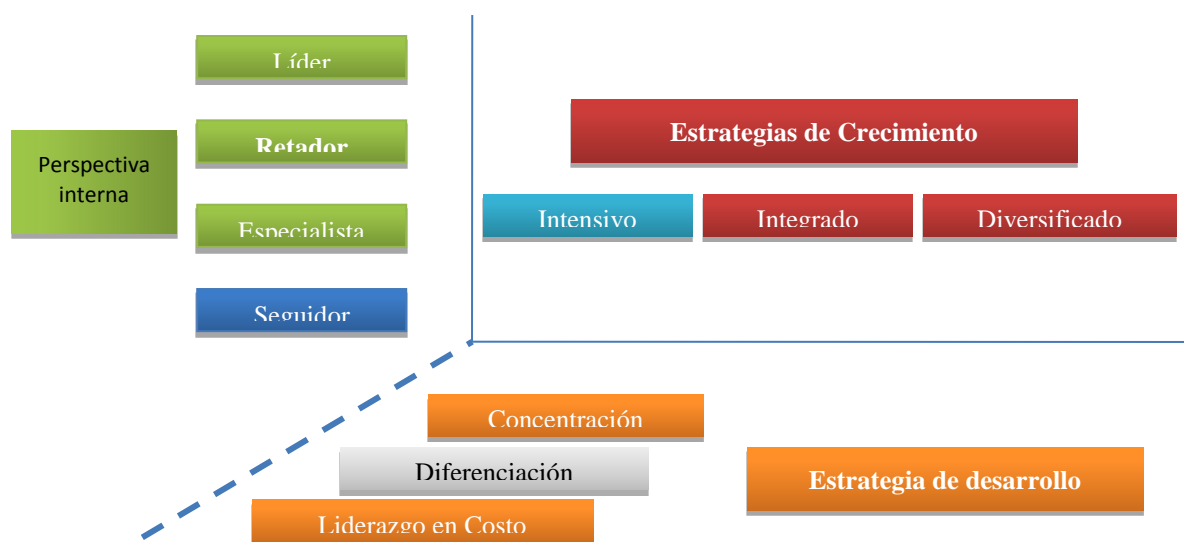 Líder
Retador
Perspectiva
interna
Especialista
Seguidor
Estrategias de Crecimiento
Intensivo
Integrado
Diversificado
Concentración
Diferenciación
Liderazgo en Costo
Estrategia de desarrollo